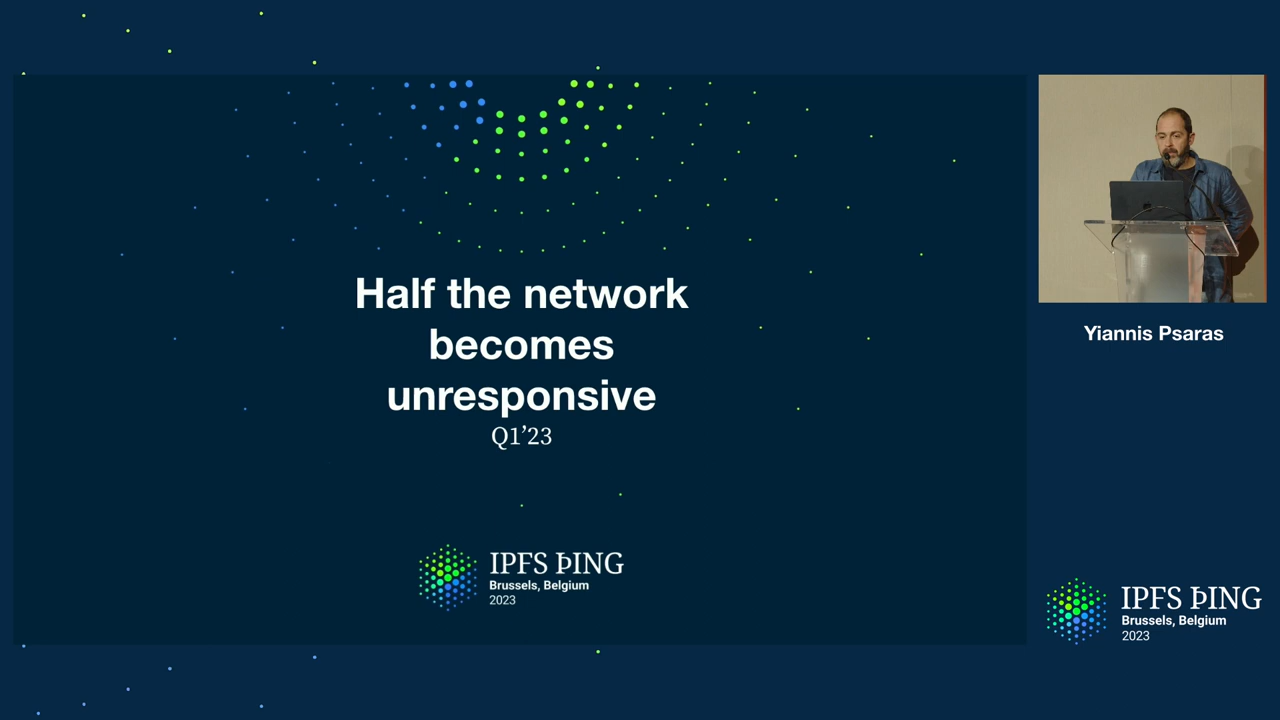 Half the network
becomes
unresponsive
Q1’23
IPFS ÞING
Brussels, Belgium
2023
Yiannis Psaras
IPFS ÞING
Brussels, Belgium
2023